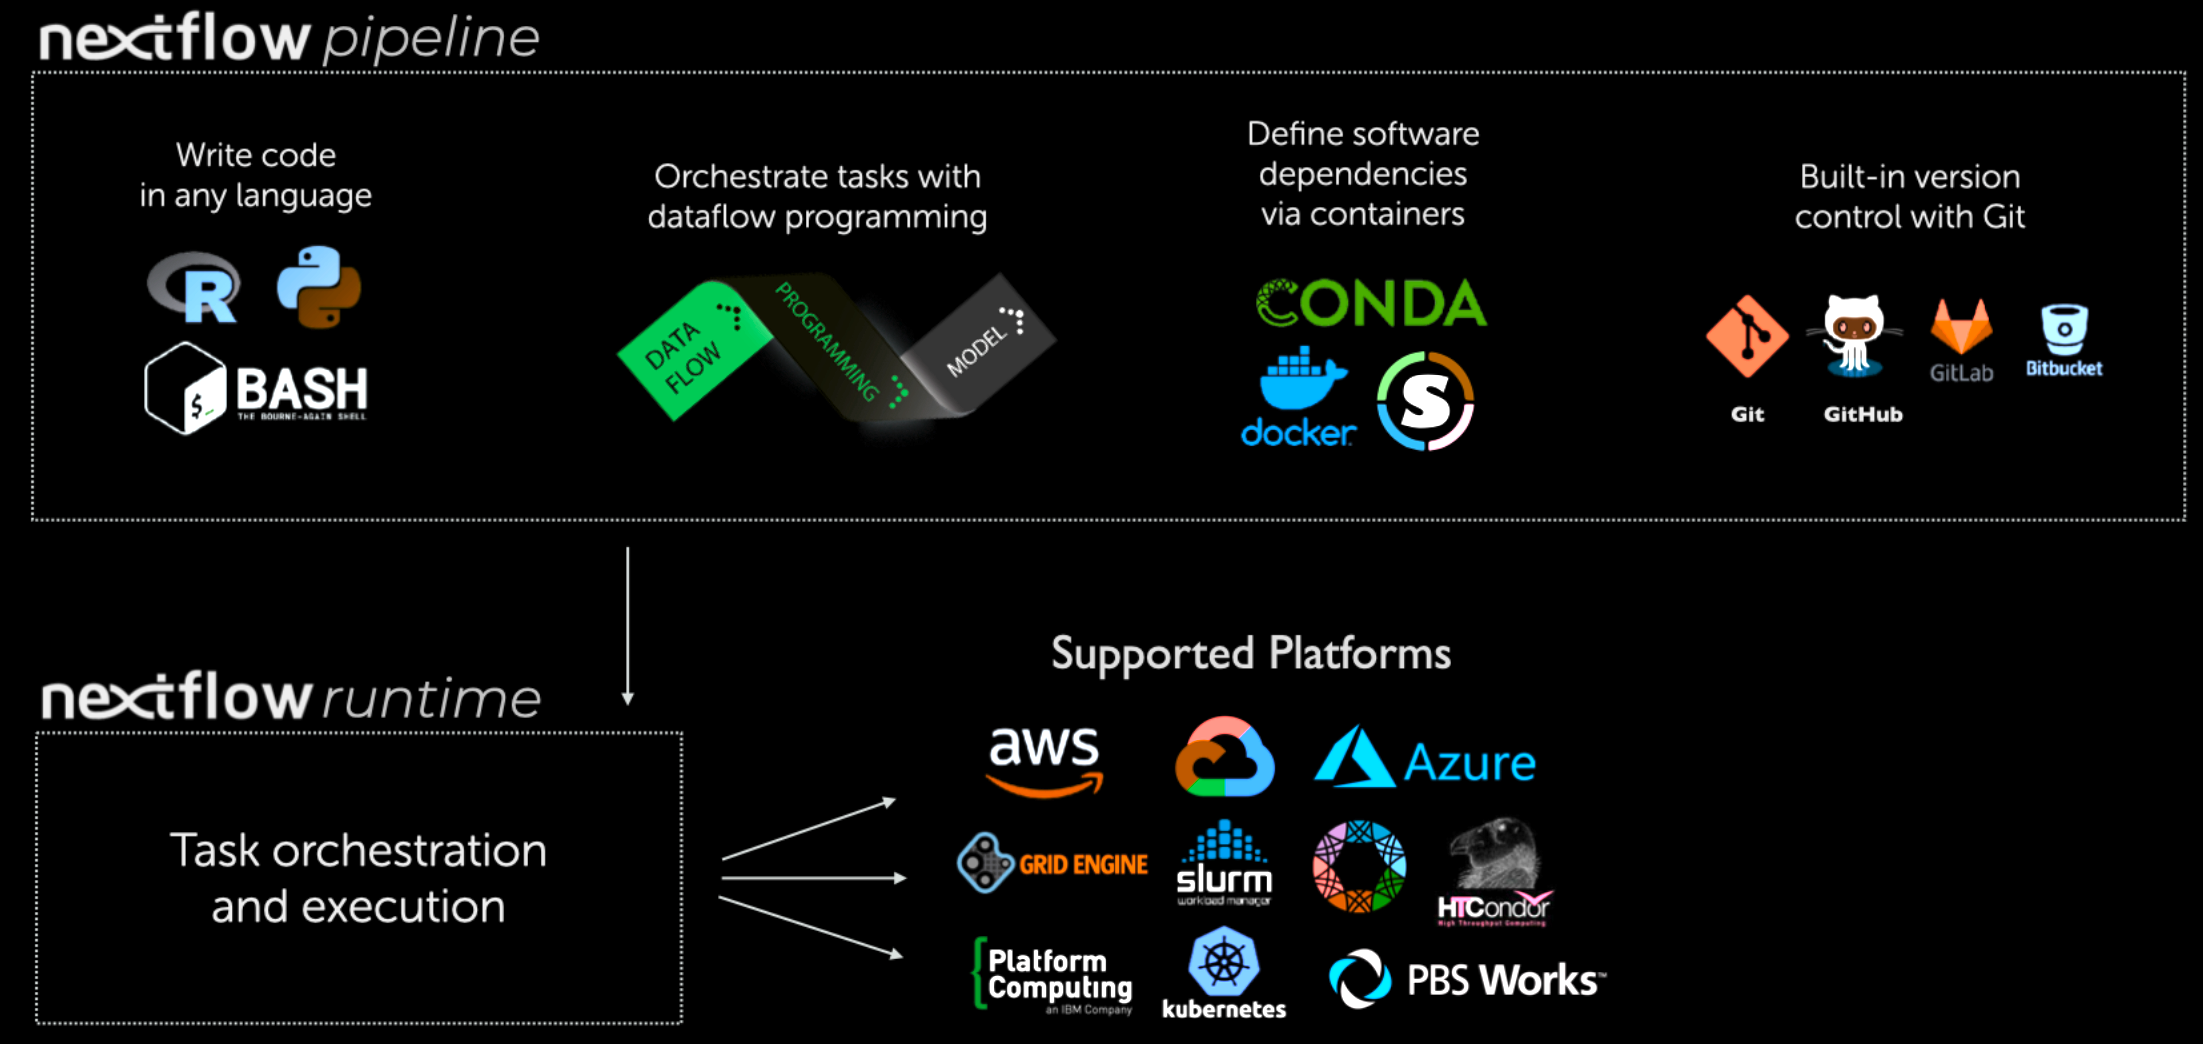 nextflow pipeline
Write code
in any language
R
BASH
THE BOURNE-AGAIN SHELL
$_
Orchestrate tasks with
dataflow programming
DATA
FLOW
PROGRAMMING
MODEL
Define software
dependencies
via containers
CONDA
docker
S
Built-in version
control with Git
Git
GitHub
GitLab
Bitbucket
nextflow runtime
Task orchestration
and execution
Supported Platforms
aws
Azure
GRID ENGINE
slurm
workload manager
HTCondor
High Throughput Computing
Platform
Computing
an IBM Company
kubernetes
PBS Works™